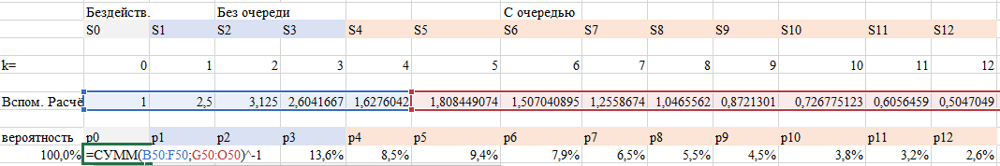 Бездейств. Без очереди С очередью
S0 S1 S2 S3 S4 S5 S6 S7 S8 S9 S10 S11 S12
k= 0 1 2 3 4 5 6 7 8 9 10 11 12
Вспом. Расчё 1 2,5 3,125 2,6041667 1,6276042 1,808449074 1,507040895 1,2558674 1,0465562 0,8721301 0,726775123 0,6056459 0,5047049
вероятность p0 p1 p2 p3 p4 p5 p6 p7 p8 p9 p10 p11 p12
100,0% =СУММ(B50:F50;G50:O50)^-1 13,6% 8,5% 9,4% 7,9% 6,5% 5,5% 4,5% 3,8% 3,2% 2,6%